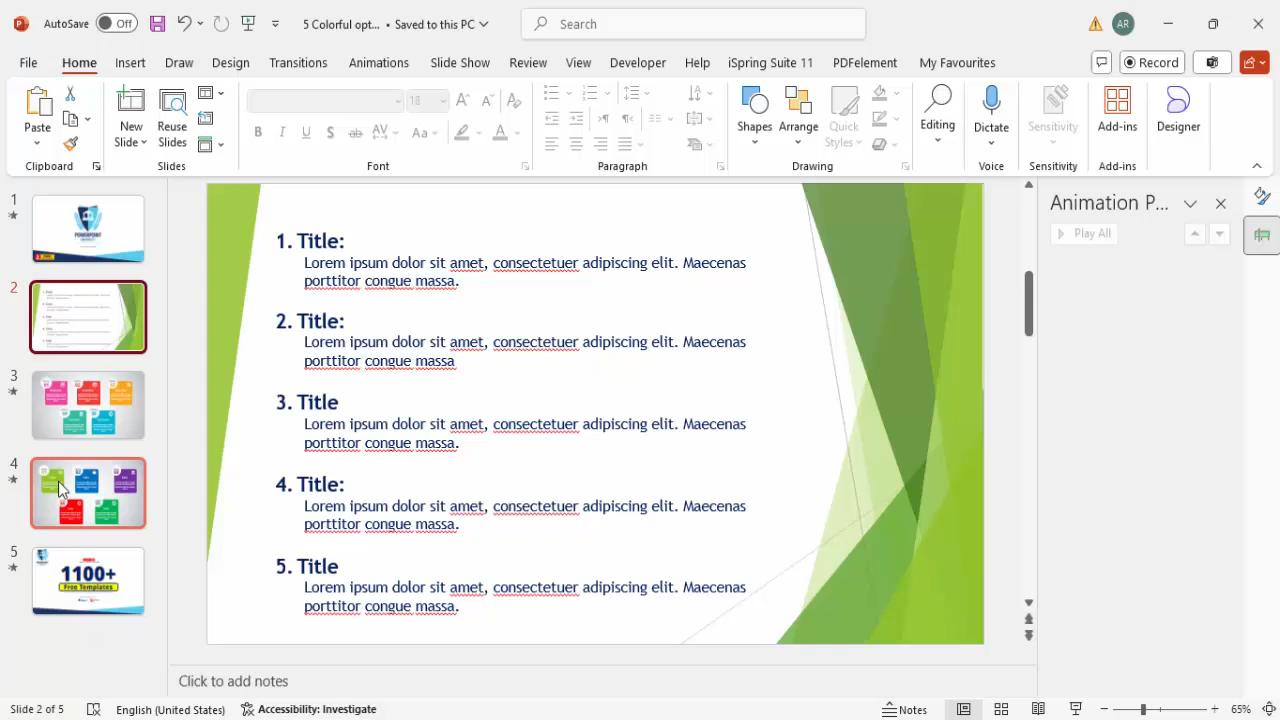 AutoSave Off 5 Colorful opt... • Saved to this PC Search AR
File Home Insert Draw Design Transitions Animations Slide Show Review View Developer Help iSpring Suite 11 PDFelement My Favourites Record
Paste New Slide Reuse Slides 18 Shapes Arrange Quick Styles Editing Dictate Sensitivity Add-ins Designer
Clipboard Slides Font Paragraph Drawing Voice Sensitivity Add-ins
1
2
3
4
5
POWERPOINT
1100+
Free Templates
1. Title:
Lorem ipsum dolor sit amet, consectetuer adipiscing elit. Maecenas
porttitor congue massa.
2. Title:
Lorem ipsum dolor sit amet, consectetuer adipiscing elit. Maecenas
porttitor congue massa
3. Title
Lorem ipsum dolor sit amet, consectetuer adipiscing elit. Maecenas
porttitor congue massa.
4. Title:
Lorem ipsum dolor sit amet, consectetuer adipiscing elit. Maecenas
porttitor congue massa.
5. Title
Lorem ipsum dolor sit amet, consectetuer adipiscing elit. Maecenas
porttitor congue massa.
Animation P...
Play All
Click to add notes
Slide 2 of 5 English (United States) Accessibility: Investigate Notes 65%